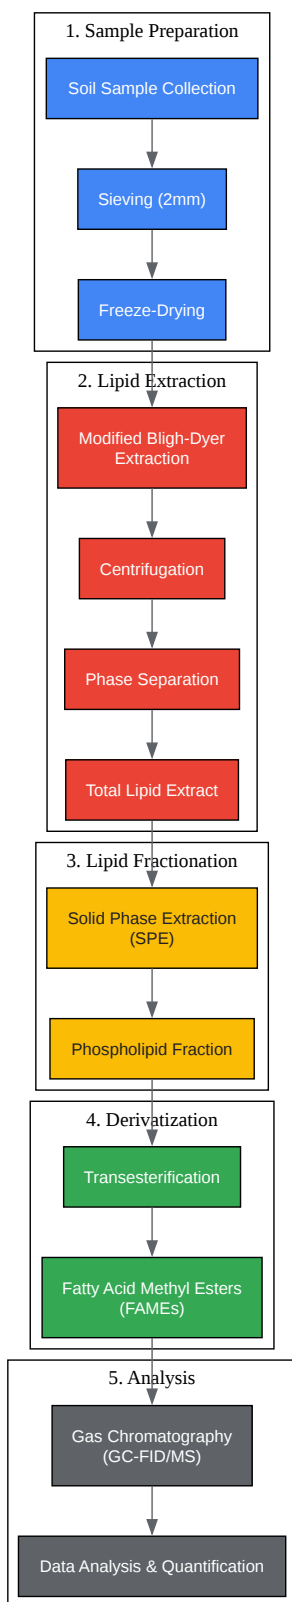 1. Sample Preparation
Soil Sample Collection
Sieving (2mm)
Freeze-Drying
2. Lipid Extraction
Modified Bligh-Dyer
Extraction
Centrifugation
Phase Separation
Total Lipid Extract
3. Lipid Fractionation
Solid Phase Extraction
(SPE)
Phospholipid Fraction
4. Derivatization
Transesterification
Fatty Acid Methyl Esters
(FAMEs)
5. Analysis
Gas Chromatography
(GC-FID/MS)
Data Analysis & Quantification